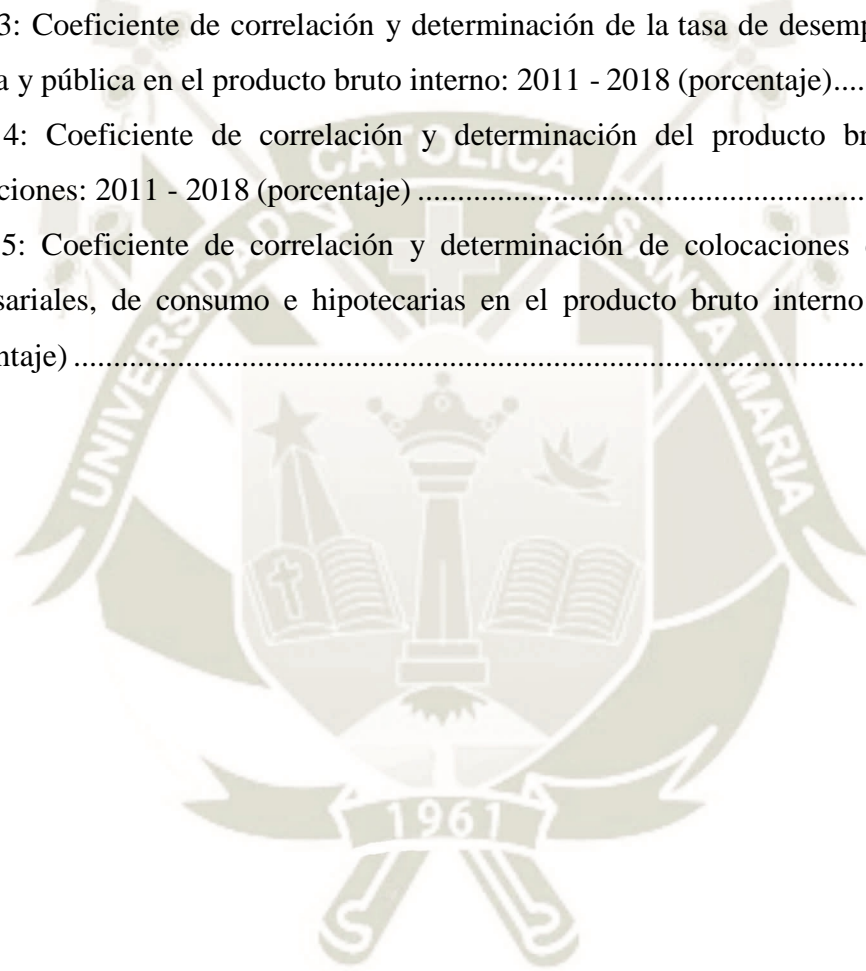 3: Coeficiente de correlación y determinación de la tasa de desemp
a y pública en el producto bruto interno: 2011 - 2018 (porcentaje)....
4: Coeficiente de correlación y determinación del producto br
ciones: 2011 - 2018 (porcentaje) ....................................................
5: Coeficiente de correlación y determinación de colocaciones
sariales, de consumo e hipotecarias en el producto bruto interno
ntaje) ..........................................................................................
UNIVERSIDAD CATOLICA SANTA MARIA
1961